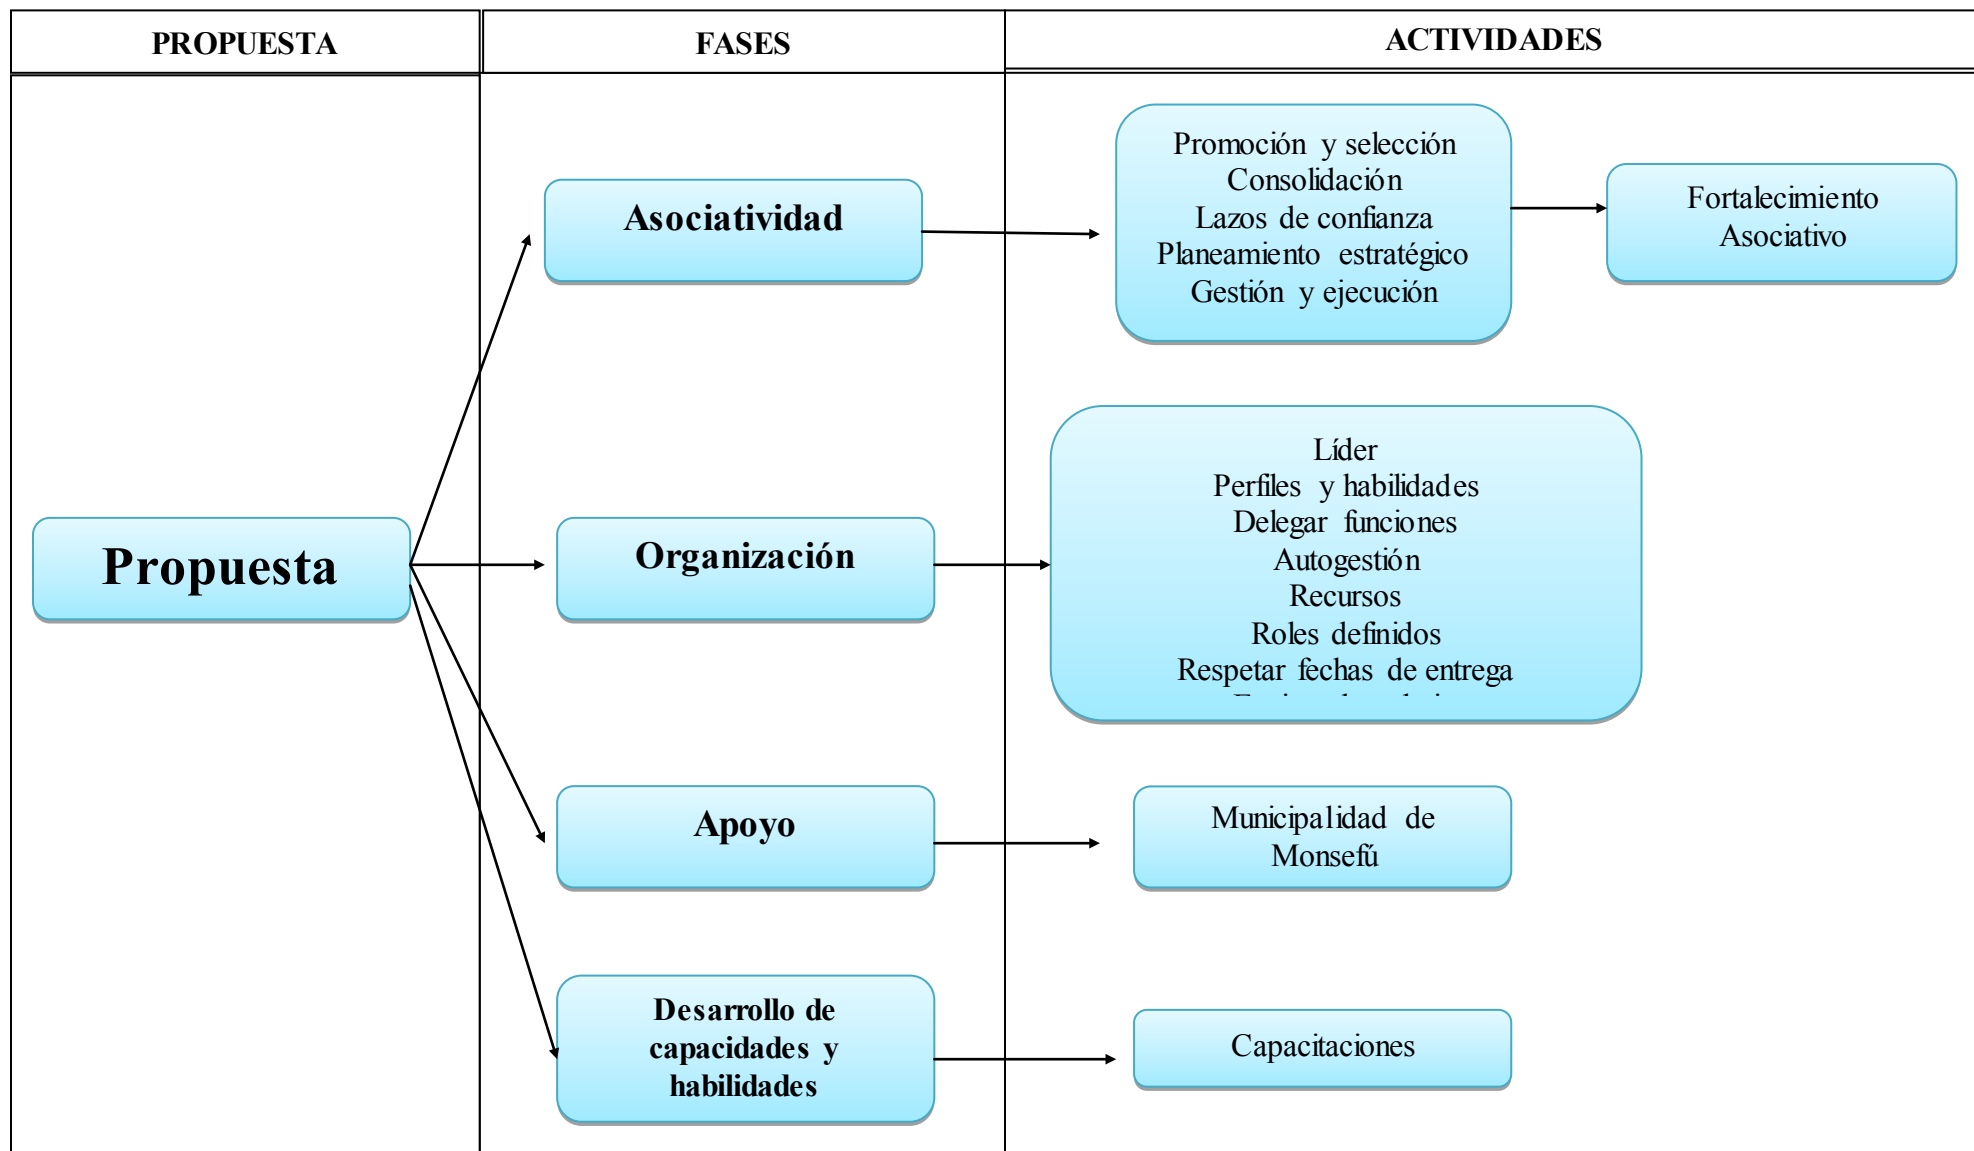 PROPUESTA
FASES
ACTIVIDADES
Propuesta
Asociatividad
Promoción y selección
Consolidación
Lazos de confianza
Planeamiento estratégico
Gestión y ejecución
Fortalecimiento
Asociativo
Organización
Líder
Perfiles y habilidades
Delegar funciones
Autogestión
Recursos
Roles definidos
Respetar fechas de entrega
Apoyo
Municipalidad de
Monsefú
Desarrollo de
capacidades y
habilidades
Capacitaciones